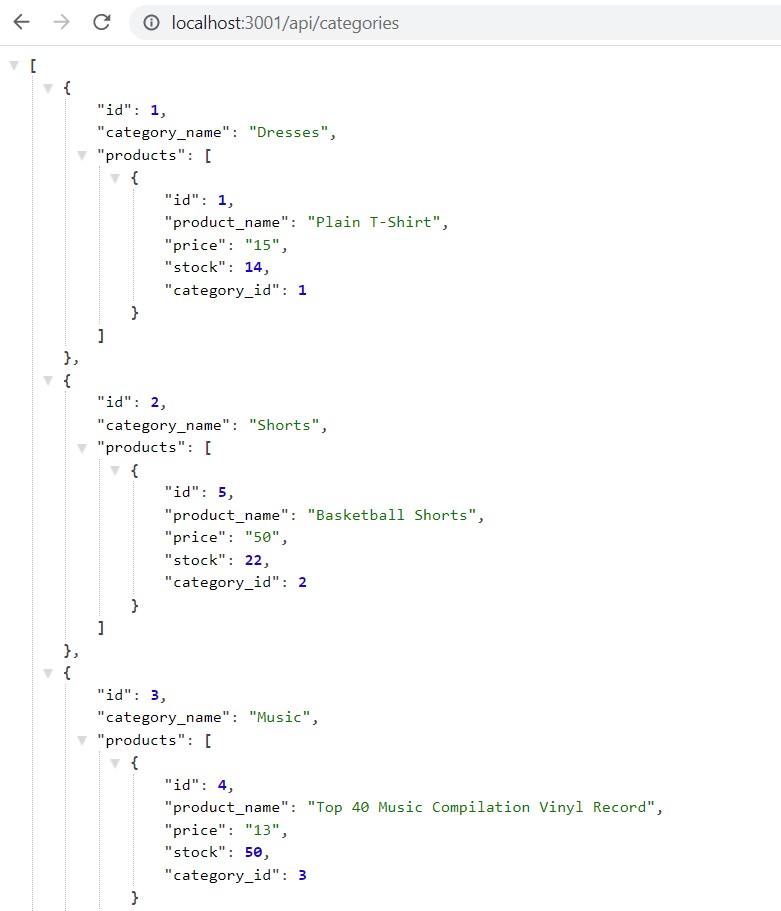 localhost:3001/api/categories
[
{
"id": 1,
"category_name": "Dresses",
"products": [
{
"id": 1,
"product_name": "Plain T-Shirt",
"price": "15",
"stock": 14,
"category_id": 1
}
]
},
{
"id": 2,
"category_name": "Shorts",
"products": [
{
"id": 5,
"product_name": "Basketball Shorts",
"price": "50",
"stock": 22,
"category_id": 2
}
]
},
{
"id": 3,
"category_name": "Music",
"products": [
{
"id": 4,
"product_name": "Top 40 Music Compilation Vinyl Record",
"price": "13",
"stock": 50,
"category_id": 3
}